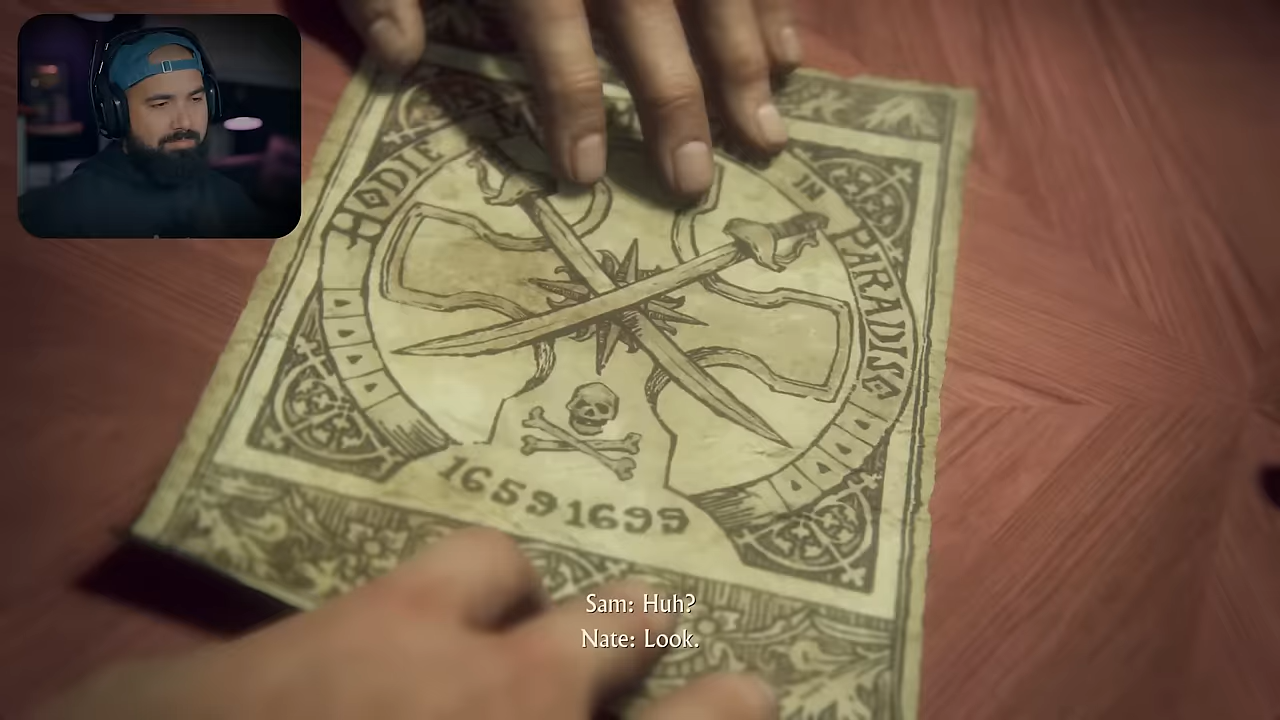 HODIE
IN
PARADISE
16591699
Sam: Huh?
Nate: Look.